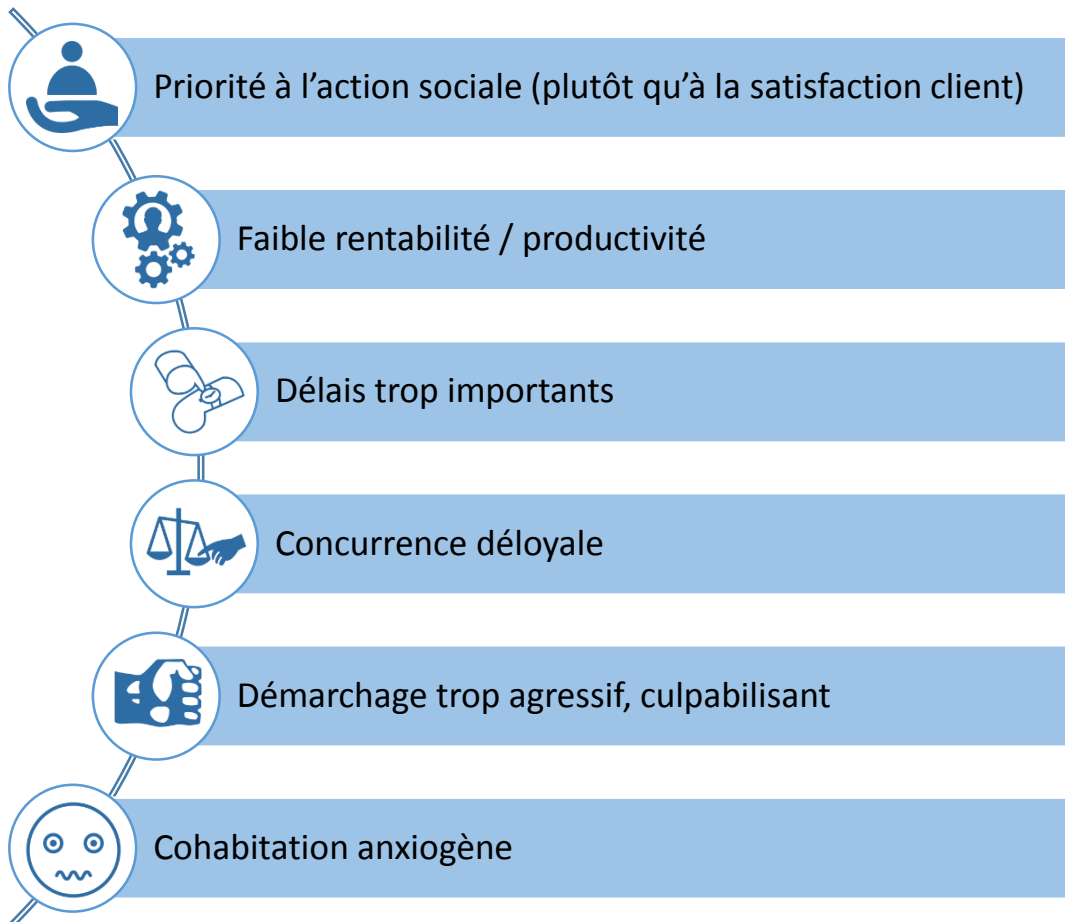 Priorité à l’action sociale (plutôt qu’à la satisfaction client)
Faible rentabilité / productivité
Délais trop importants
Concurrence déloyale
Démarchage trop agressif, culpabilisant
Cohabitation anxiogène